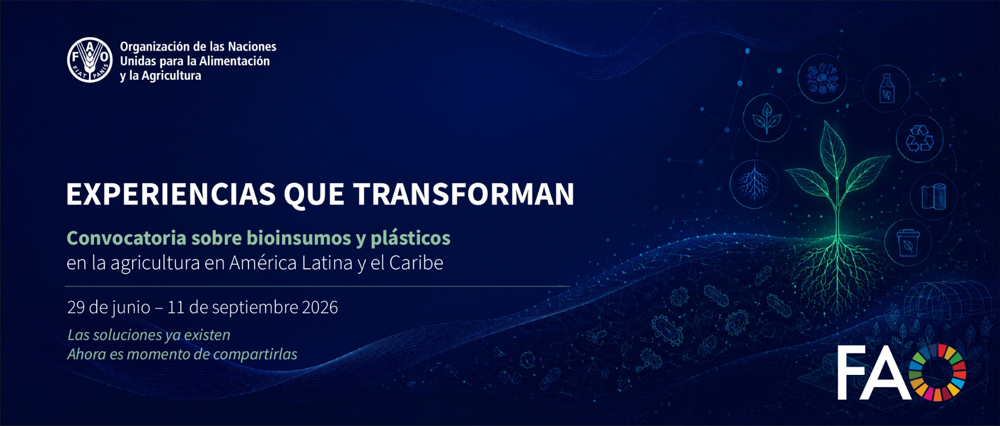 Organización de las Naciones
Unidas para la Alimentación
y la Agricultura
F A O
FIAT PANIS
EXPERIENCIAS QUE TRANSFORMAN
Convocatoria sobre bioinsumos y plásticos
en la agricultura en América Latina y el Caribe
29 de junio – 11 de septiembre 2026
Las soluciones ya existen
Ahora es momento de compartirlas
FAO